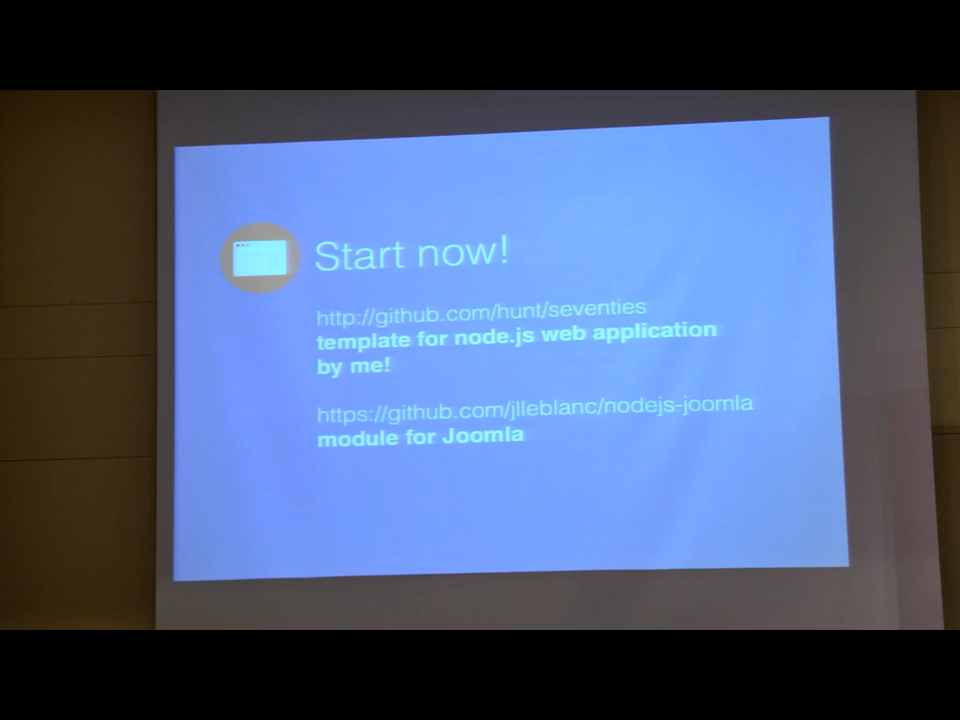 Start now!
http://github.com/hunt/seventies
template for node.js web application
by me!
https://github.com/jlleblanc/nodejs-joomla
module for Joomla